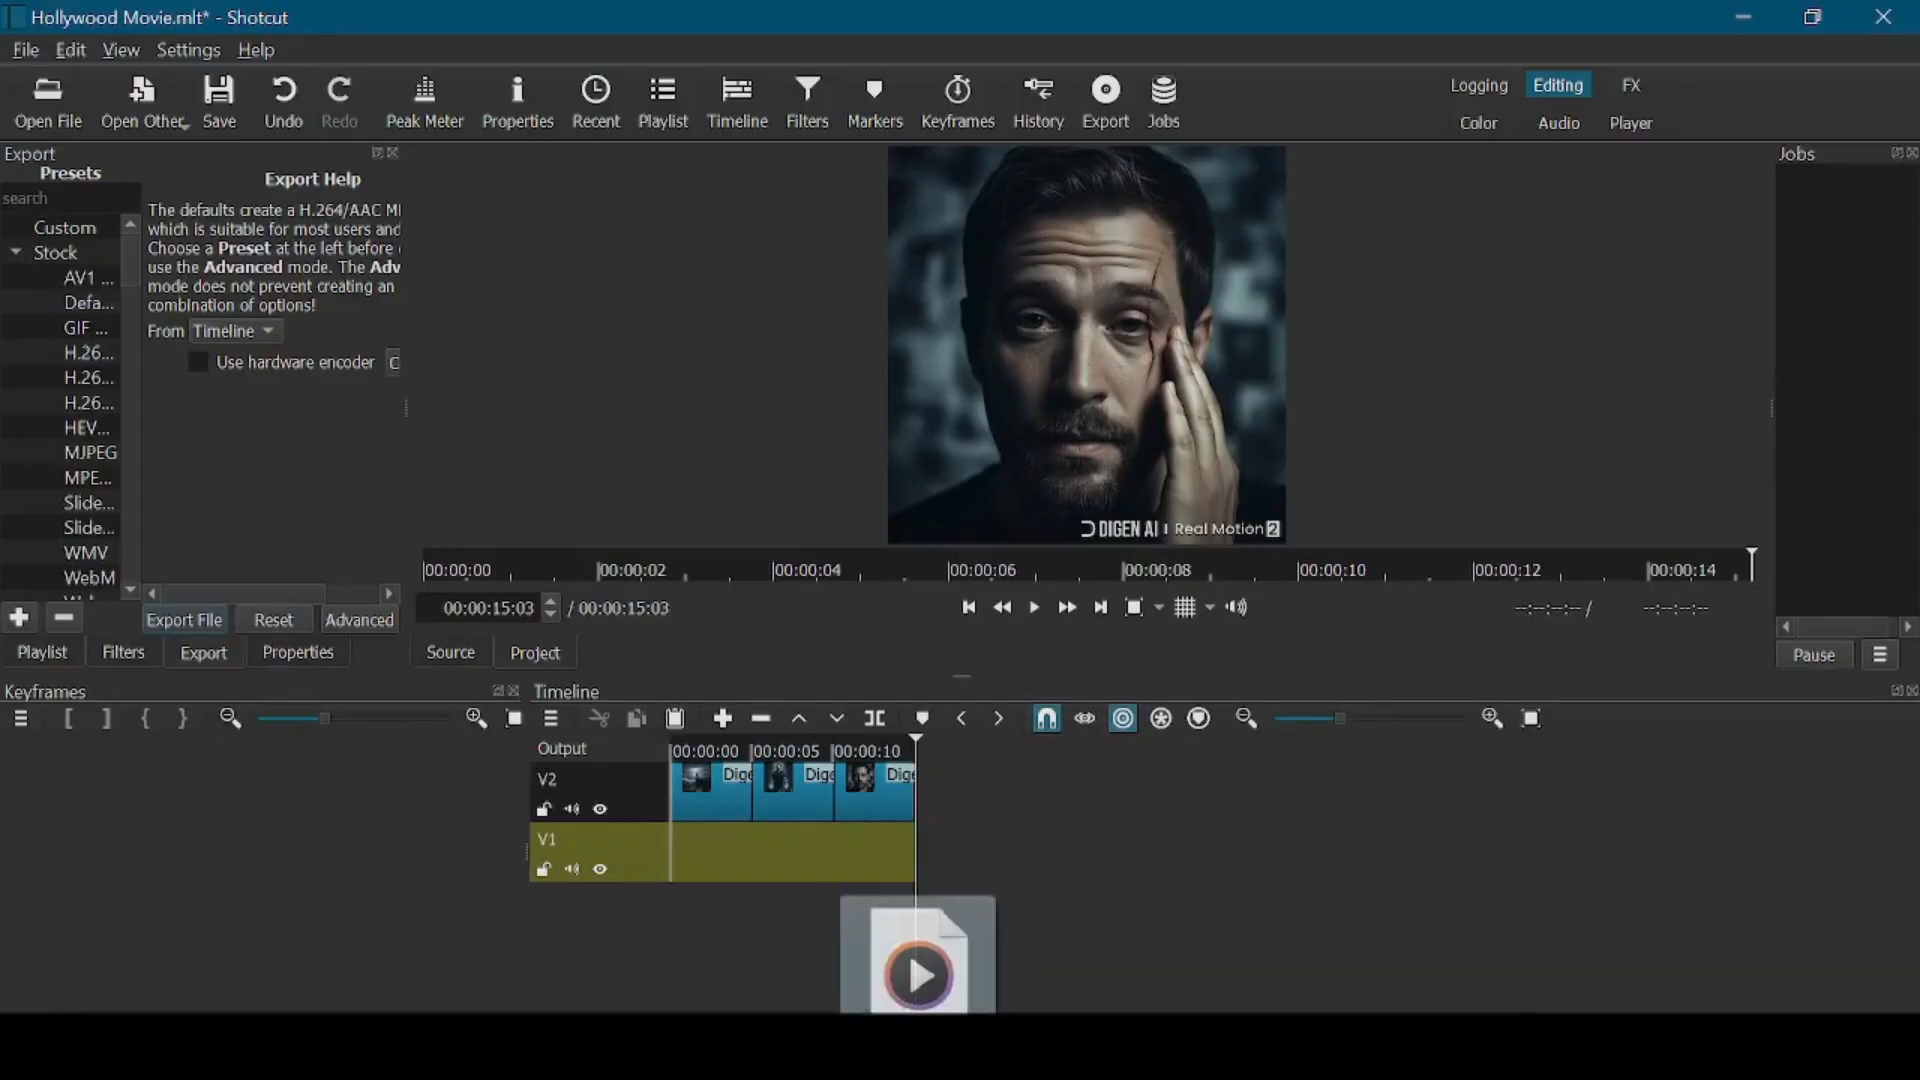 Hollywood Movie.mlt* - Shotcut
File Edit View Settings Help
Open File Open Other... Save Undo Redo Peak Meter Properties Recent Playlist Timeline Filters Markers Keyframes History Export Jobs
Logging Editing FX
Color Audio Player
Export
Presets
search
Custom
Stock
AV1 ...
Defa...
GIF ...
H.26...
H.26...
H.26...
HEV...
MJPEG
MPE...
Slide...
Slide...
WMV
WebM
Export Help
The defaults create a H.264/AAC
which is suitable for most users and
Choose a Preset at the left before
use the Advanced mode. The Adv
mode does not prevent creating an
combination of options!
From Timeline
Use hardware encoder C
Export File Reset Advanced
Playlist Filters Export Properties
DIGEN AI | Real Motion 2
00:00:00 00:00:02 00:00:04 00:00:06 00:00:08 00:00:10 00:00:12 00:00:14
00:00:15:03 / 00:00:15:03
--:--:--:-- / --:--:--:--
Source Project
Jobs
Pause
Keyframes
Timeline
Output
00:00:00 00:00:05 00:00:10
V2
Dige Dige Dige
V1